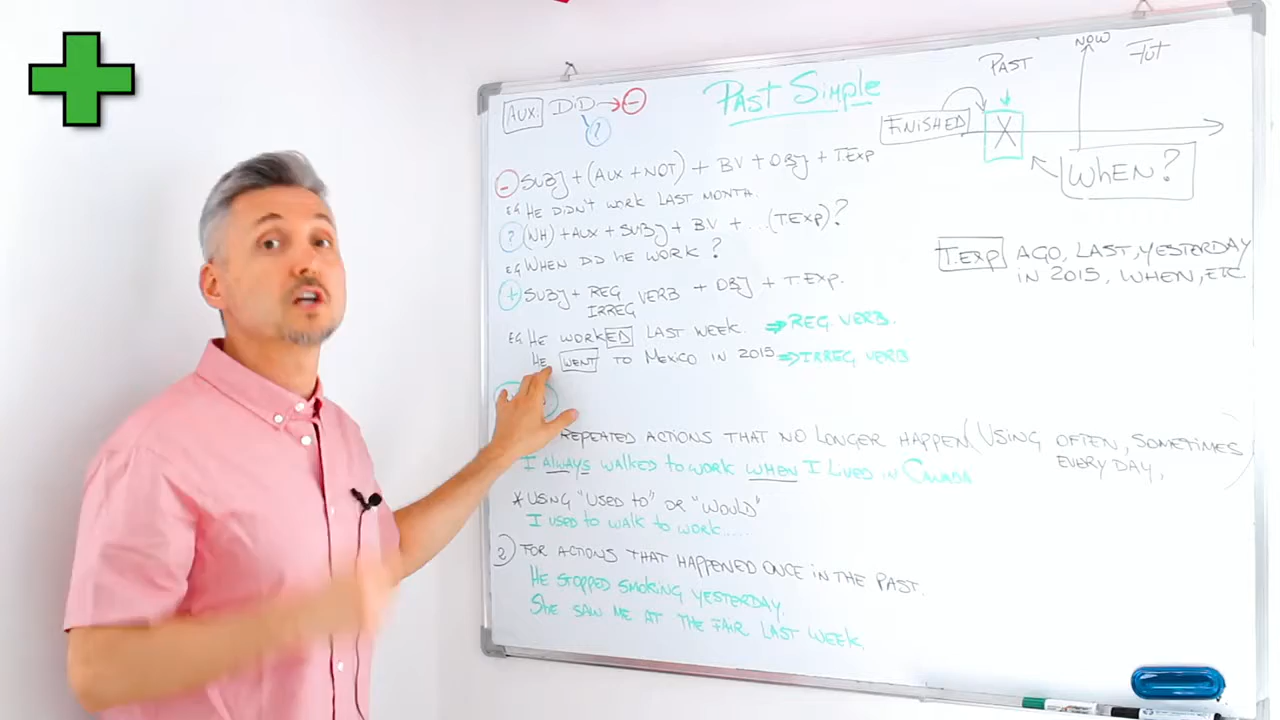 Past Simple
AUX: DID → -
?
- SUBJ + (AUX + NOT) + BV + OBJ + T.EXP
EG HE DIDN'T WORK LAST MONTH.
? (WH) + AUX + SUBJ + BV + ... (T.EXP)?
EG WHEN DID HE WORK?
+ SUBJ + REG VERB + OBJ + T.EXP.
IRREG
EG HE WORKED LAST WEEK. ⇒ REG VERB.
HE WENT TO MEXICO IN 2015 ⇒ IRREG VERB
REPEATED ACTIONS THAT NO LONGER HAPPEN (USING OFTEN, SOMETIMES
EVERY DAY, )
I ALWAYS WALKED TO WORK WHEN I LIVED IN CANADA
* USING "USED TO" OR "WOULD"
I USED TO WALK TO WORK.....
2) FOR ACTIONS THAT HAPPENED ONCE IN THE PAST.
HE STOPPED SMOKING YESTERDAY.
SHE SAW ME AT THE FAIR LAST WEEK.
NOW
PAST
FUT
FINISHED
X
WHEN?
T.EXP AGO, LAST, YESTERDAY
IN 2015, WHEN, ETC